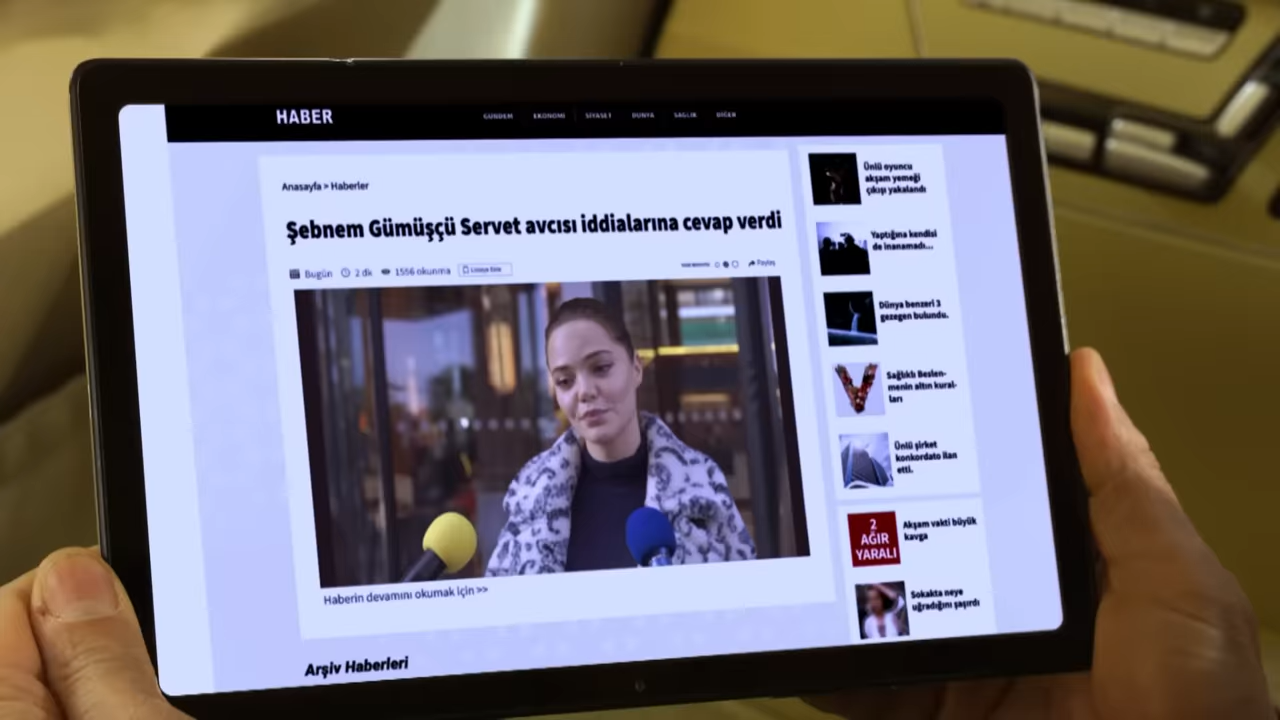 HABER
GÜNDEM EKONOMİ SİYASET DÜNYA SAĞLIK DİĞER
Anasayfa > Haberler
Şebnem Gümüşçü Servet avcısı iddialarına cevap verdi
Bugün 2 dk 1556 okunma
Paylaş
Haberin devamını okumak için >>
Arşiv Haberleri
Ünlü oyuncu
akşam yemeği
çıkışı yakalandı
Yaptığına kendisi
de inanamadı...
Dünya benzeri 3
gezegen bulundu.
Sağlıklı Beslen-
menin altın kural-
ları
Ünlü şirket
konkordato ilan
etti.
2
AĞIR
YARALI
Akşam vakti büyük
kavga
Sokakta neye
uğradığını şaşırdı